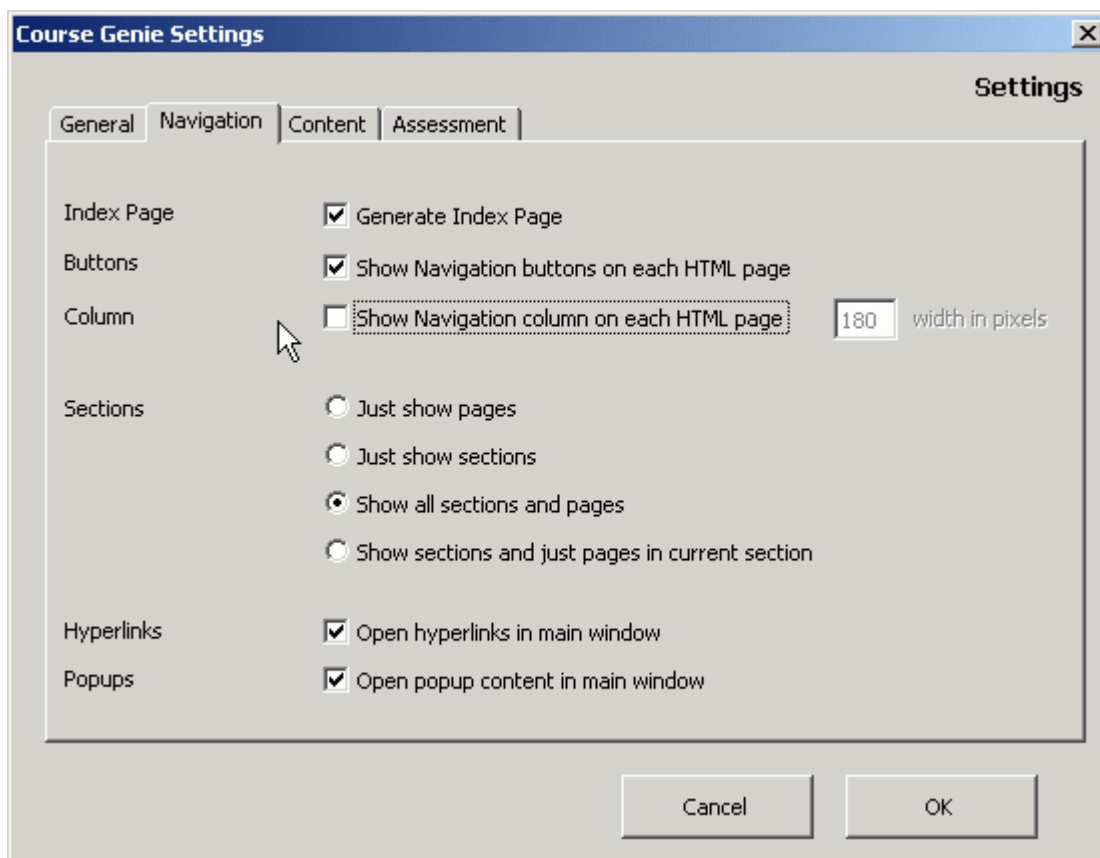 Course Genie Settings
Settings
General Navigation Content Assessment
Index Page Generate Index Page
Buttons Show Navigation buttons on each HTML page
Column Show Navigation column on each HTML page 180 width in pixels
Sections Just show pages
Just show sections
Show all sections and pages
Show sections and just pages in current section
Hyperlinks Open hyperlinks in main window
Popups Open popup content in main window
Cancel OK